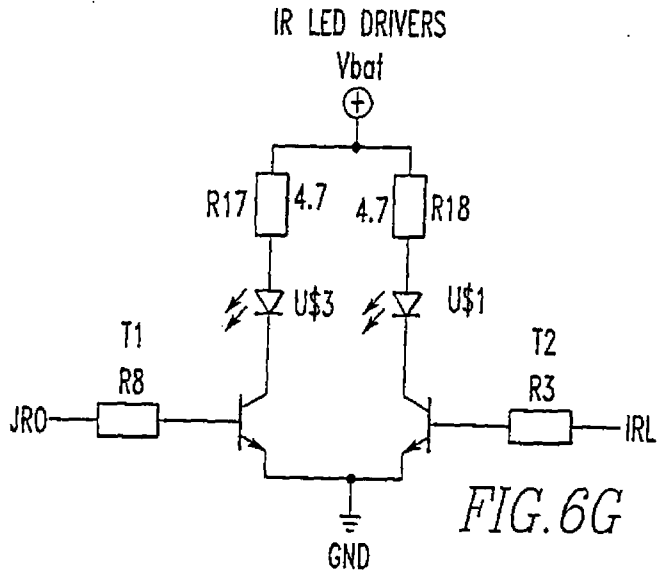 IR LED DRIVERS
Vbat
R17 4.7 4.7 R18
U$3 U$1
T1 T2
R8 R3
JRO IRL
GND
FIG.6G